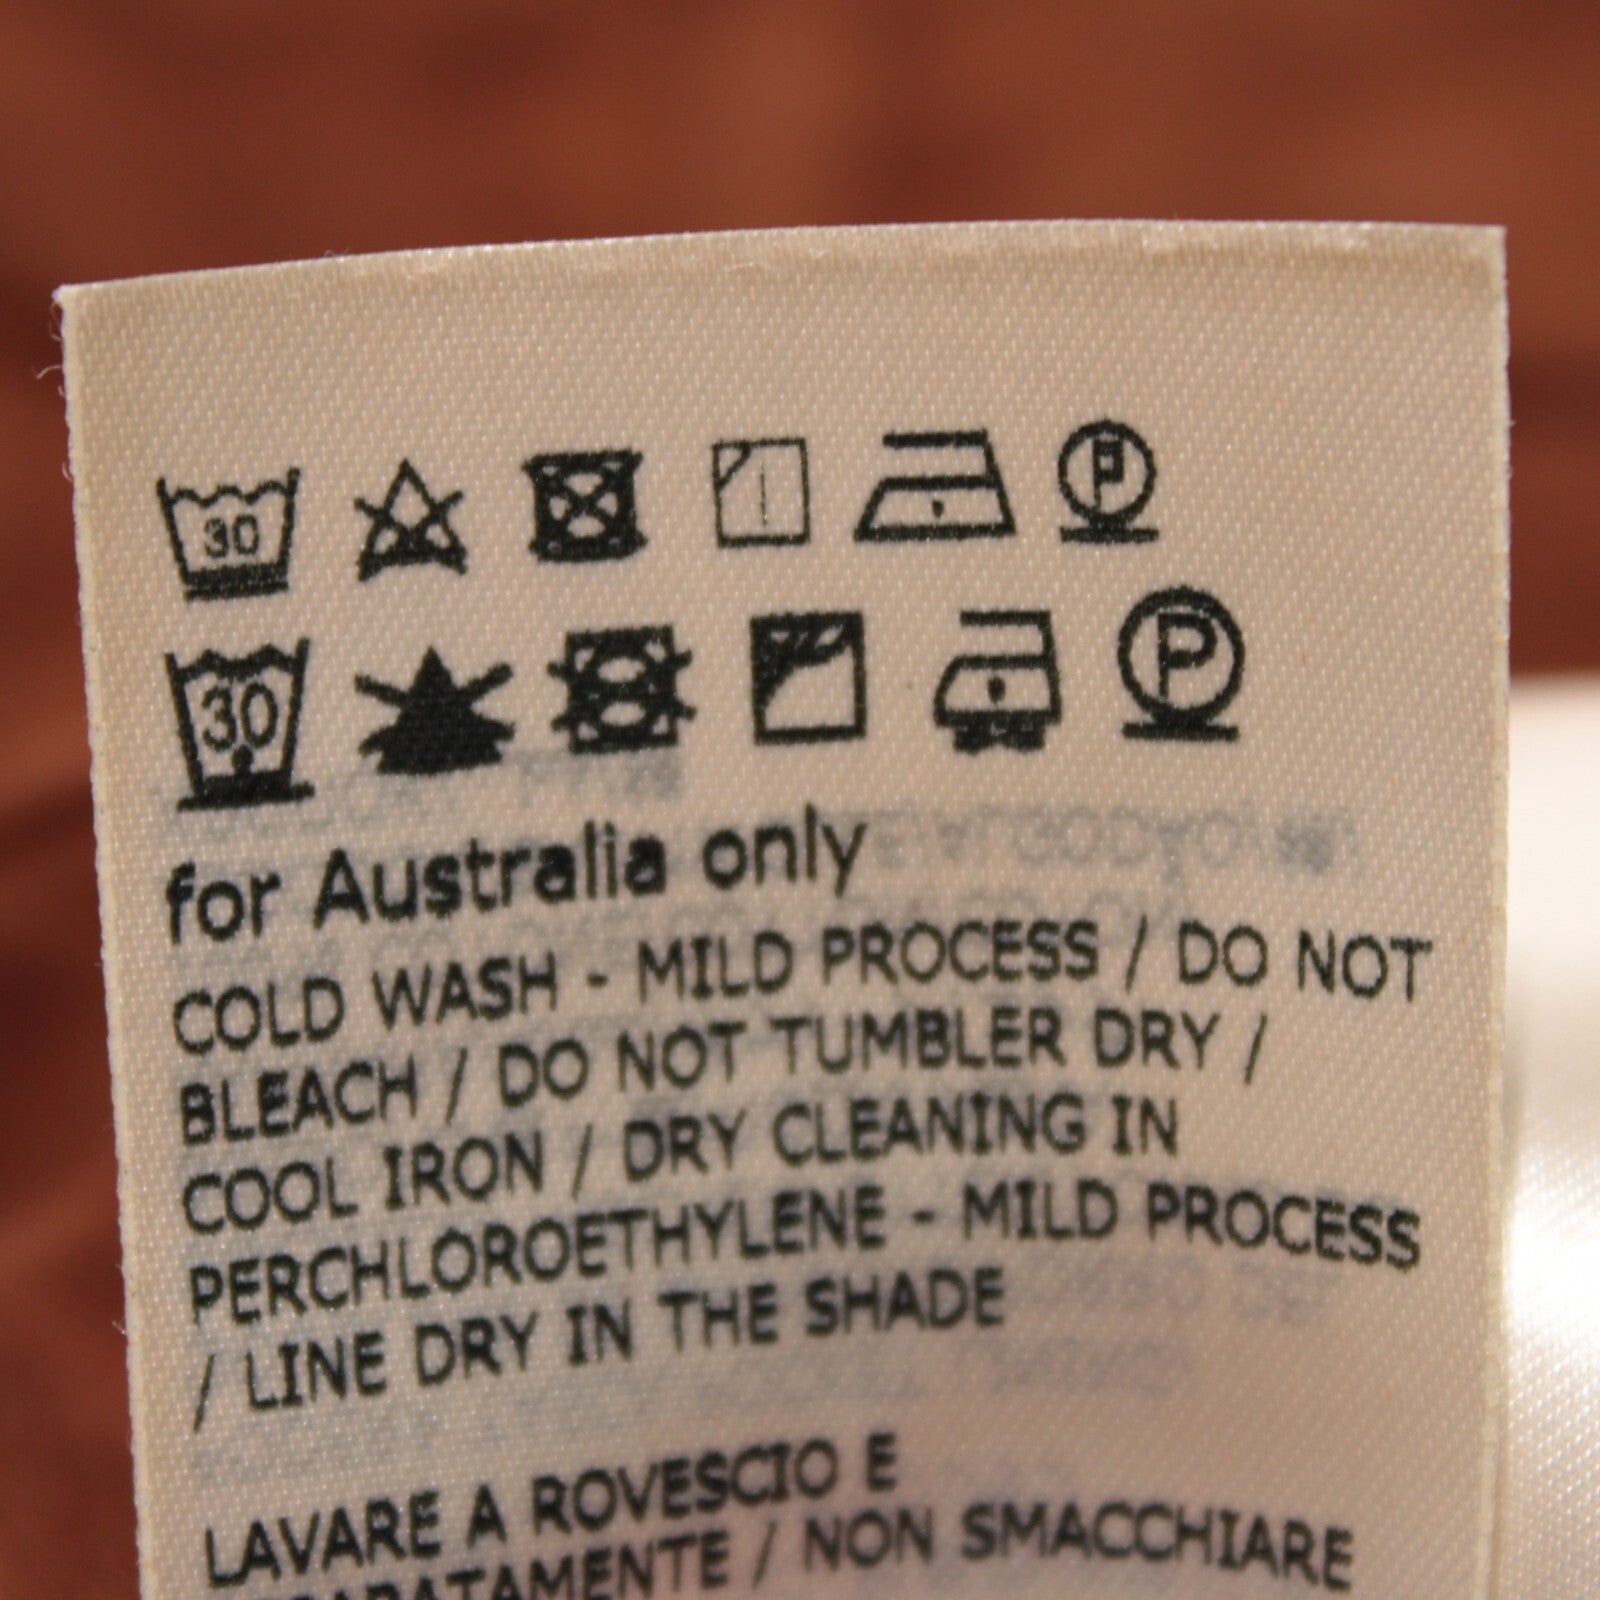 30 P
30 P
for Australia only
COLD WASH - MILD PROCESS / DO NOT
BLEACH / DO NOT TUMBLER DRY /
COOL IRON / DRY CLEANING IN
PERCHLOROETHYLENE - MILD PROCESS
/ LINE DRY IN THE SHADE
LAVARE A ROVESCIO E
/ NON SMACCHIARE